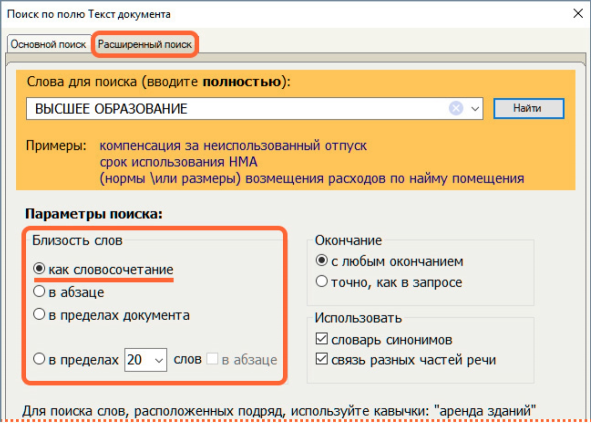 Поиск по полю Текст документа
Основной поиск Расширенный поиск
Слова для поиска (вводите полностью):
ВЫСШЕЕ ОБРАЗОВАНИЕ Найти
Примеры: компенсация за неиспользованный отпуск
срок использования НМА
(нормы \или размеры) возмещения расходов по найму помещения
Параметры поиска:
Близость слов
как словосочетание
в абзаце
в пределах документа
в пределах 20 слов в абзаце
Окончание
с любым окончанием
точно, как в запросе
Использовать
словарь синонимов
связь разных частей речи
Для поиска слов, расположенных подряд, используйте кавычки: "аренда зданий"